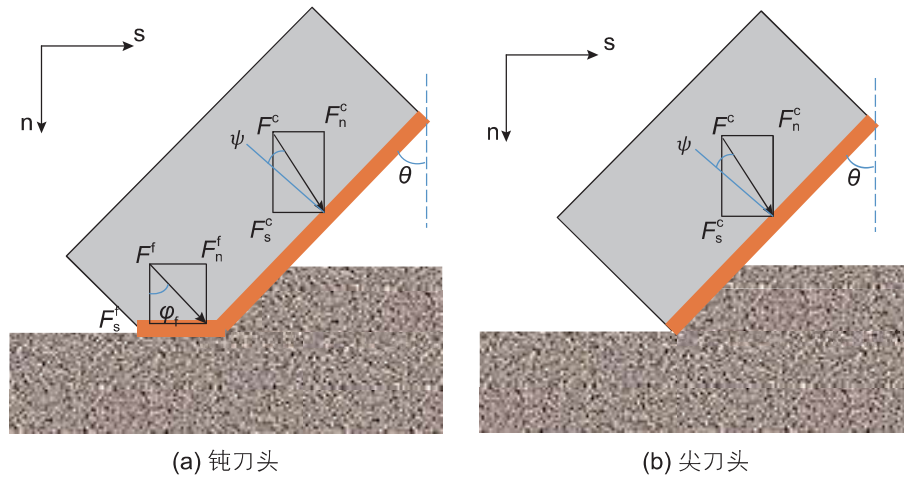 s
n
ψ
F^c
F_n^c
F_s^c
θ
F^f
F_n^f
F_s^f
φ_f
(a) 钝刀头
s
n
ψ
F^c
F_n^c
F_s^c
θ
(b) 尖刀头